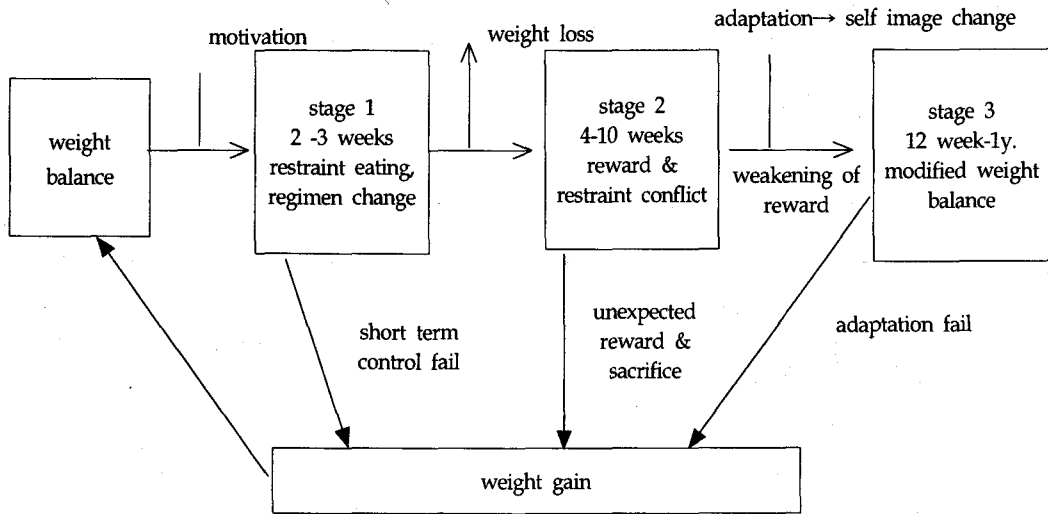 motivation
weight loss
adaptation→ self image change
weight
balance
stage 1
2 -3 weeks
restraint eating,
regimen change
stage 2
4-10 weeks
reward &
restraint conflict
weakening of
reward
stage 3
12 week-1y.
modified weight
balance
short term
control fail
unexpected
reward &
sacrifice
adaptation fail
weight gain